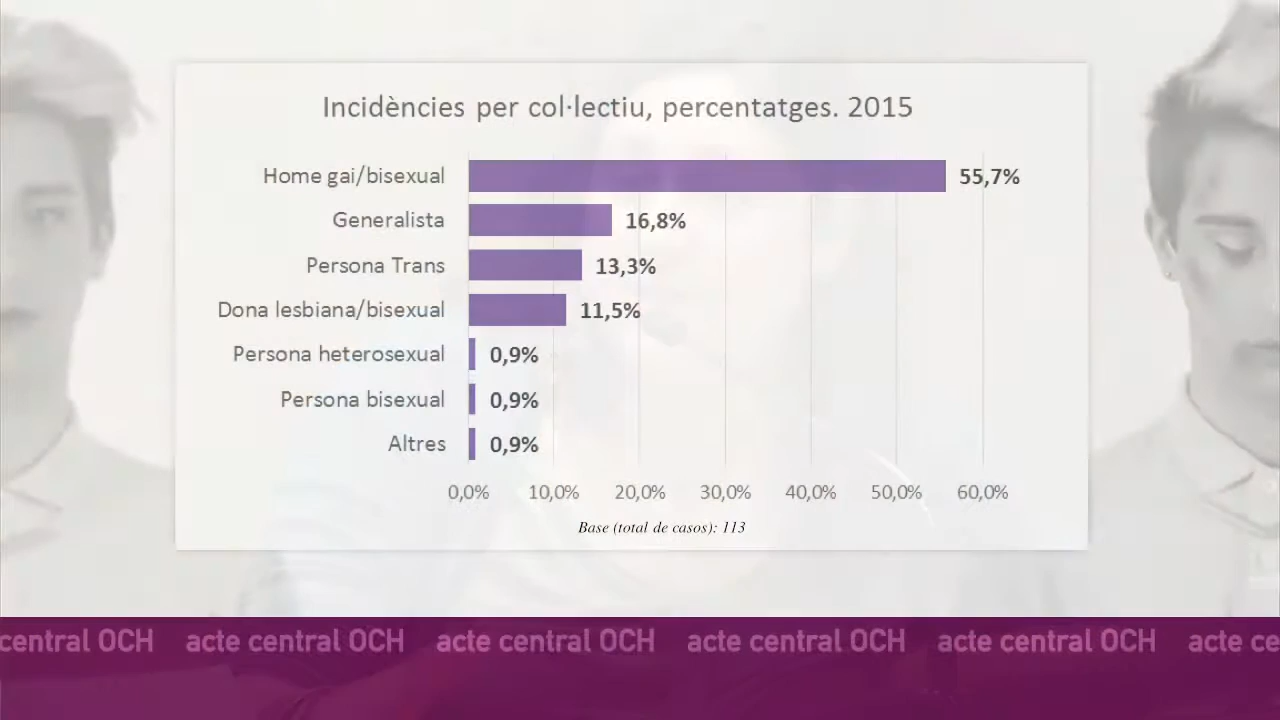 Incidències per col·lectiu, percentatges. 2015
Home gai/bisexual 55,7%
Generalista 16,8%
Persona Trans 13,3%
Dona lesbiana/bisexual 11,5%
Persona heterosexual 0,9%
Persona bisexual 0,9%
Altres 0,9%
0,0% 10,0% 20,0% 30,0% 40,0% 50,0% 60,0%
Base (total de casos): 113
central OCH acte central OCH acte central OCH acte central OCH acte central OCH acte ce